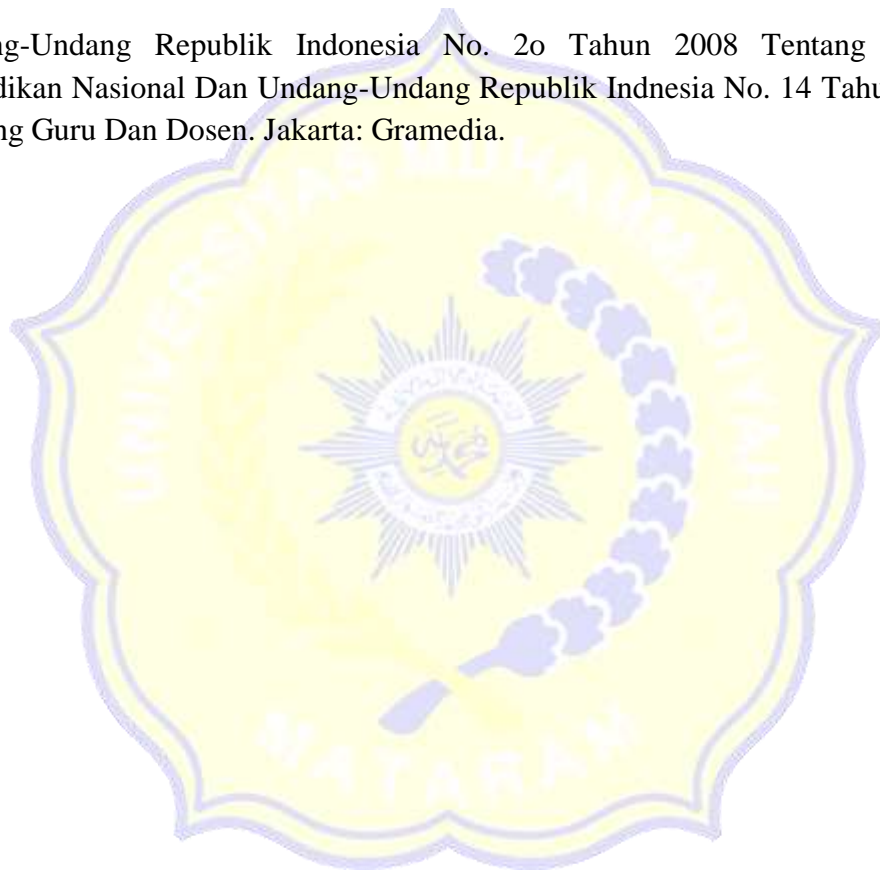 ng-Undang Republik Indonesia No. 2o Tahun 2008 Tentang
dikan Nasional Dan Undang-Undang Republik Indnesia No. 14 Tahu
ng Guru Dan Dosen. Jakarta: Gramedia.
UNIVERSITAS MUHAMMADIYAH
MATARAM